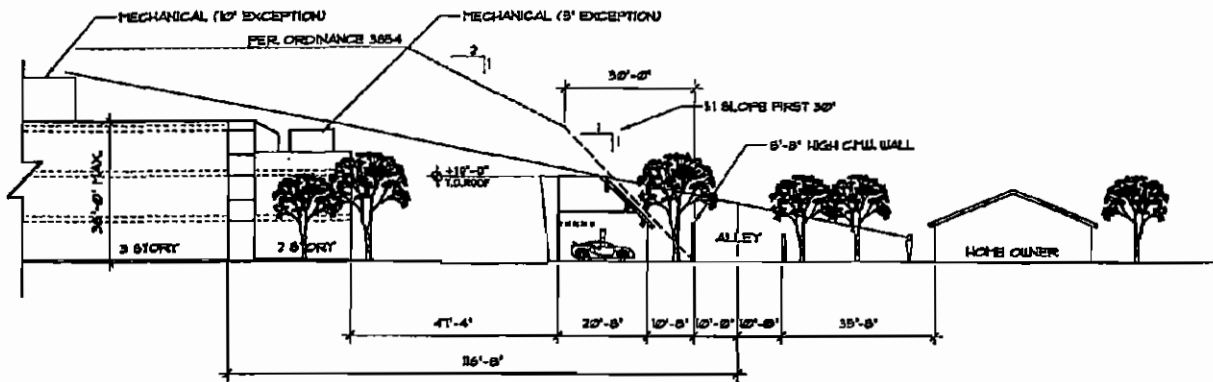 MECHANICAL (10' EXCEPTION)
MECHANICAL (5' EXCEPTION)
PER ORDINANCE 3854
2
1
30'-0"
1:1 SLOPE FIRST 30'
1
1
8'-8" HIGH C.M.U. WALL
36'-0" MAX.
+19'-0"
T.O. ROOF
3 STORY
2 STORY
ALLEY
HOME OWNER
47'-4"
20'-8"
10'-8"
10'-0"
10'-0"
35'-8"
116'-8"